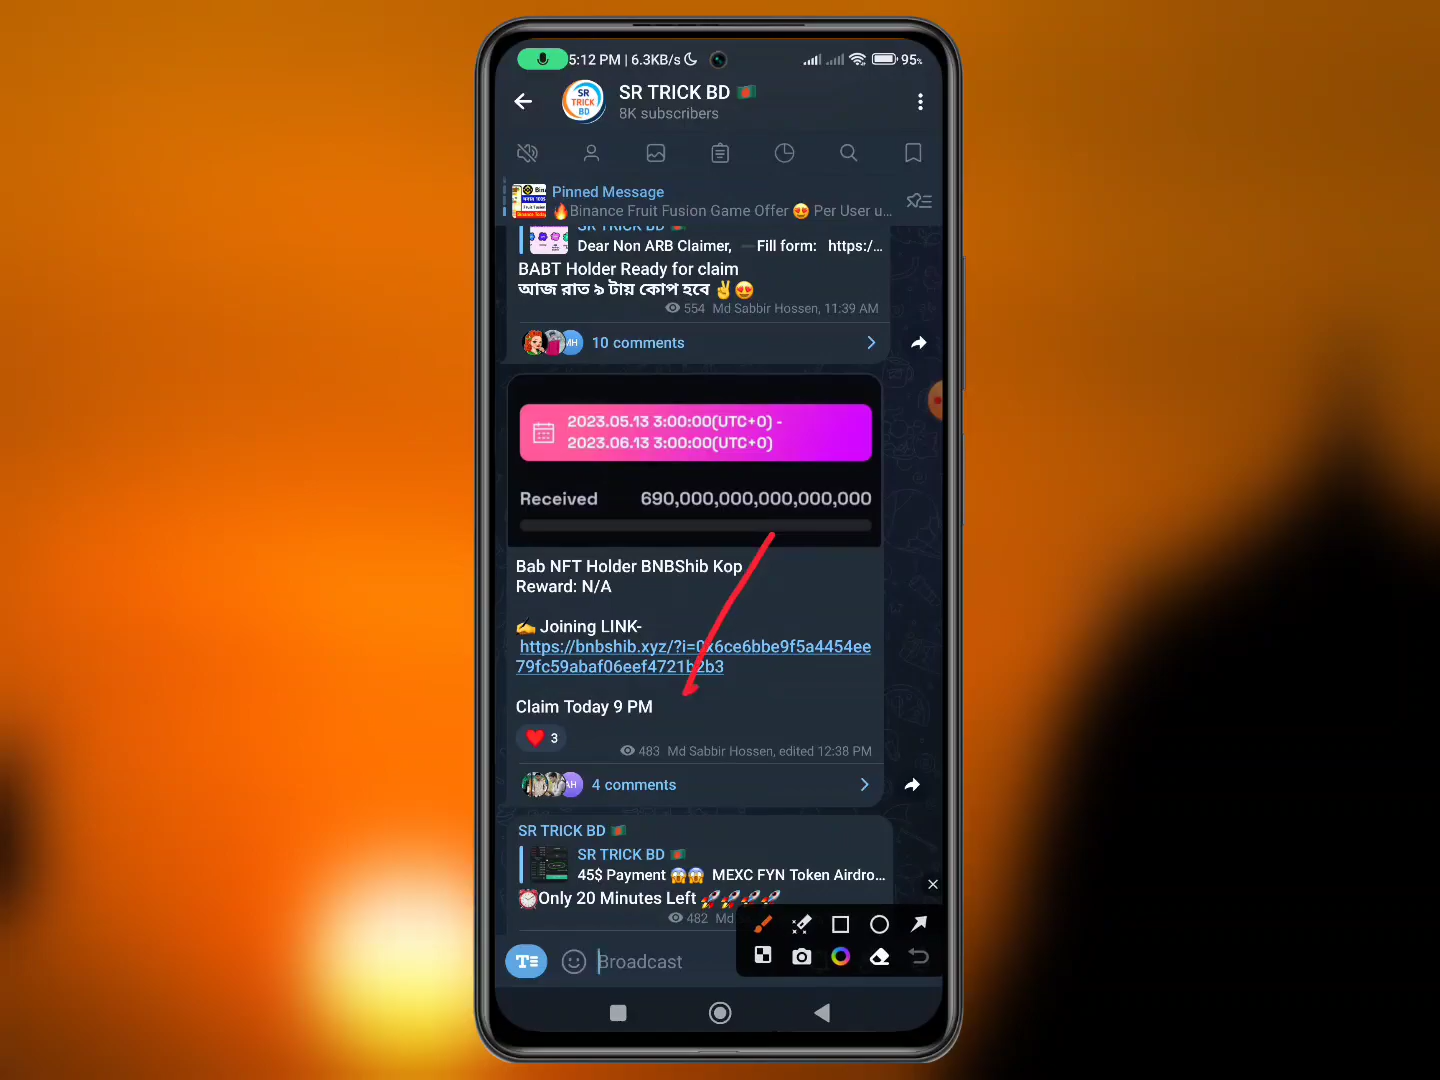 5:12 PM | 6.3KB/s
95%
SR TRICK BD
SR TRICK BD
8K subscribers
Pinned Message
Binance Fruit Fusion Game Offer 😍 Per User u...
SR TRICK BD
Dear Non ARB Claimer, —Fill form: https:/...
BABT Holder Ready for claim
আজ রাত ৯ টায় কোপ হবে ✌️😍
554 Md Sabbir Hossen, 11:39 AM
MH
10 comments
2023.05.13 3:00:00(UTC+0) -
2023.06.13 3:00:00(UTC+0)
Received 690,000,000,000,000,000
Bab NFT Holder BNBShib Kop
Reward: N/A
✍️ Joining LINK-
https://bnbshib.xyz/?i=0x6ce6bbe9f5a4454ee
79fc59abaf06eef4721b2b3
Claim Today 9 PM
❤️ 3
483 Md Sabbir Hossen, edited 12:38 PM
AH
4 comments
SR TRICK BD
SR TRICK BD
45$ Payment 😱😱 MEXC FYN Token Airdro...
⏰Only 20 Minutes Left 🚀🚀🚀🚀
482 Md
Broadcast